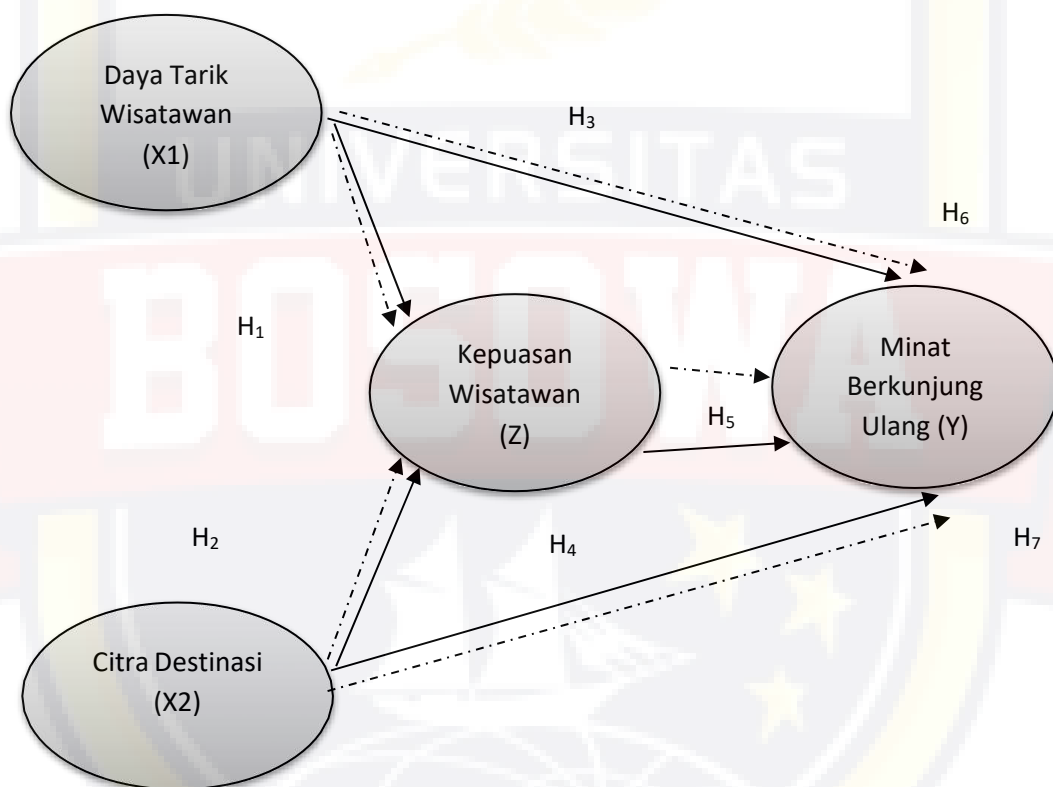 Daya Tarik
Wisatawan
(X1)
H₃
UNIVERSITAS
H₆
BOSOWA
H₁
Kepuasan
Wisatawan
(Z)
Minat
Berkunjung
Ulang (Y)
H₅
H₂
H₄
H₇
Citra Destinasi
(X2)